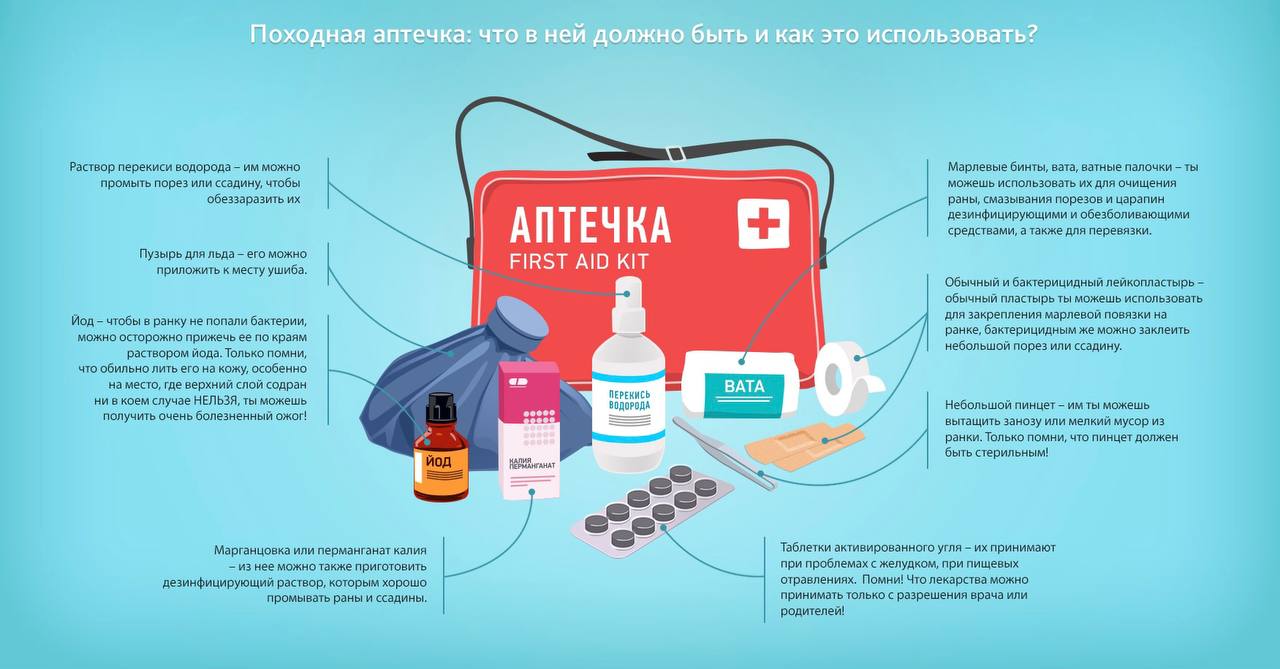 Походная аптечка: что в ней должно быть и как это использовать?
Раствор перекиси водорода – им можно
промыть порез или ссадину, чтобы
обеззаразить их
Пузырь для льда – его можно
приложить к месту ушиба.
Йод – чтобы в ранку не попали бактерии,
можно осторожно прижечь ее по краям
раствором йода. Только помни,
что обильно лить его на кожу, особенно
на место, где верхний слой содран
ни в коем случае НЕЛЬЗЯ, ты можешь
получить очень болезненный ожог!
Марганцовка или перманганат калия
– из нее можно также приготовить
дезинфицирующий раствор, которым хорошо
промывать раны и ссадины.
АПТЕЧКА
FIRST AID KIT
ЙОД
КАЛИЯ
ПЕРМАНГАНАТ
ПЕРЕКИСЬ
ВОДОРОДА
ВАТА
Марлевые бинты, вата, ватные палочки – ты
можешь использовать их для очищения
раны, смазывания порезов и царапин
дезинфицирующими и обезболивающими
средствами, а также для перевязки.
Обычный и бактерицидный лейкопластырь –
обычный пластырь ты можешь использовать
для закрепления марлевой повязки на
ранке, бактерицидным же можно заклеить
небольшой порез или ссадину.
Небольшой пинцет – им ты можешь
вытащить занозу или мелкий мусор из
ранки. Только помни, что пинцет должен
быть стерильным!
Таблетки активированного угля – их принимают
при проблемах с желудком, при пищевых
отравлениях. Помни! Что лекарства можно
принимать только с разрешения врача или
родителей!